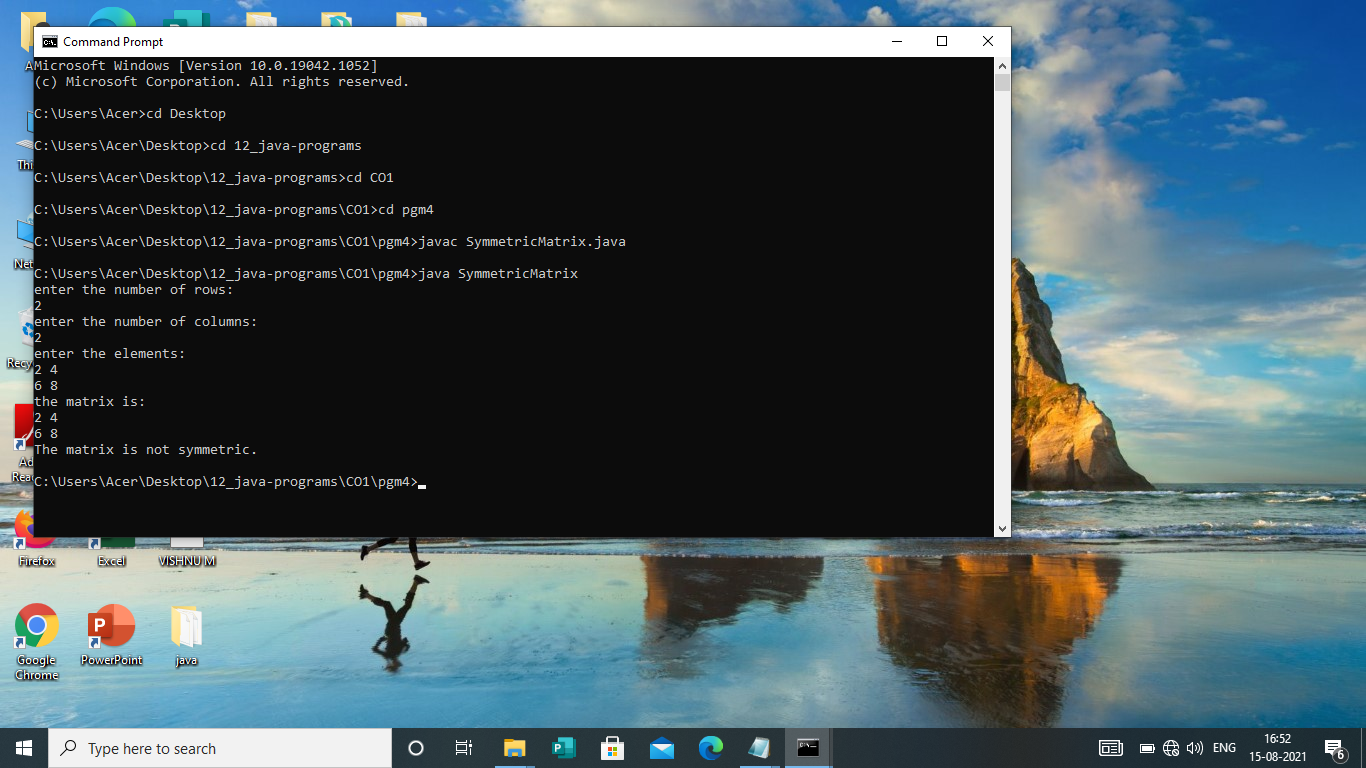 Command Prompt
Microsoft Windows [Version 10.0.19042.1052]
(c) Microsoft Corporation. All rights reserved.
C:\Users\Acer>cd Desktop
C:\Users\Acer\Desktop>cd 12_java-programs
C:\Users\Acer\Desktop\12_java-programs>cd CO1
C:\Users\Acer\Desktop\12_java-programs\CO1>cd pgm4
C:\Users\Acer\Desktop\12_java-programs\CO1\pgm4>javac SymmetricMatrix.java
C:\Users\Acer\Desktop\12_java-programs\CO1\pgm4>java SymmetricMatrix
enter the number of rows:
2
enter the number of columns:
2
enter the elements:
2 4
6 8
the matrix is:
2 4
6 8
The matrix is not symmetric.
C:\Users\Acer\Desktop\12_java-programs\CO1\pgm4>
Firefox
Excel
VISHNU M
Google Chrome
PowerPoint
java
Type here to search
ENG
16:52
15-08-2021
6